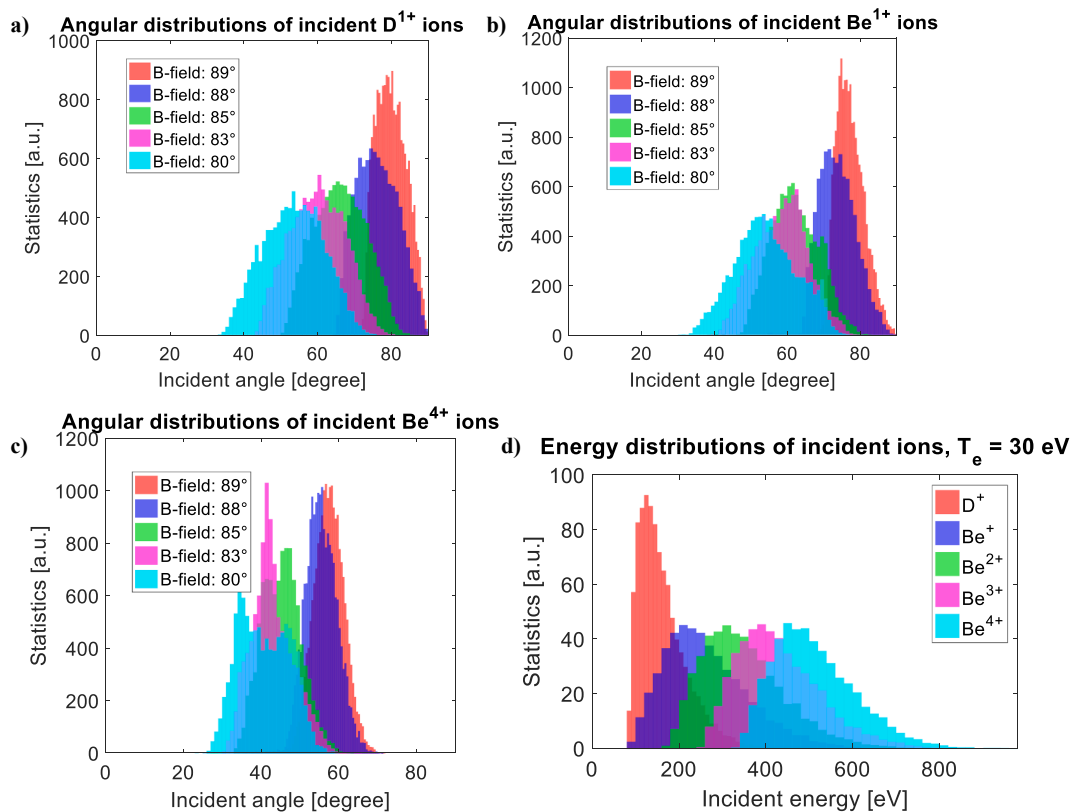 a) Angular distributions of incident D1+ ions
1000
800
600
400
200
0
Statistics [a.u.]
B-field: 89°
B-field: 88°
B-field: 85°
B-field: 83°
B-field: 80°
0 20 40 60 80
Incident angle [degree]
b) Angular distributions of incident Be1+ ions
1200
1000
800
600
400
200
0
Statistics [a.u.]
B-field: 89°
B-field: 88°
B-field: 85°
B-field: 83°
B-field: 80°
0 20 40 60 80
Incident angle [degree]
c) Angular distributions of incident Be4+ ions
1200
1000
800
600
400
200
0
Statistics [a.u.]
B-field: 89°
B-field: 88°
B-field: 85°
B-field: 83°
B-field: 80°
0 20 40 60 80
Incident angle [degree]
d) Energy distributions of incident ions, Te = 30 eV
100
80
60
40
20
0
Statistics [a.u.]
D+
Be+
Be2+
Be3+
Be4+
0 200 400 600 800
Incident energy [eV]